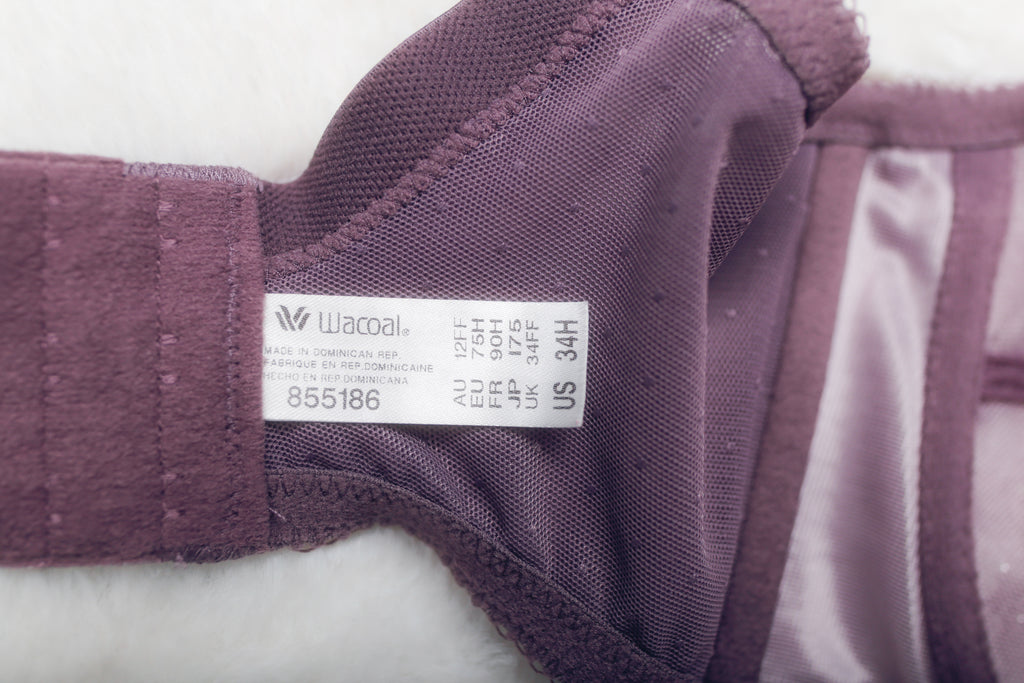 Wacoal®
MADE IN DOMINICAN REP.
FABRIQUE EN REP.DOMINICAINE
HECHO EN REP.DOMINICANA
855186
AU 12FF
EU 75H
FR 90H
JP 175
UK 34FF
US 34H